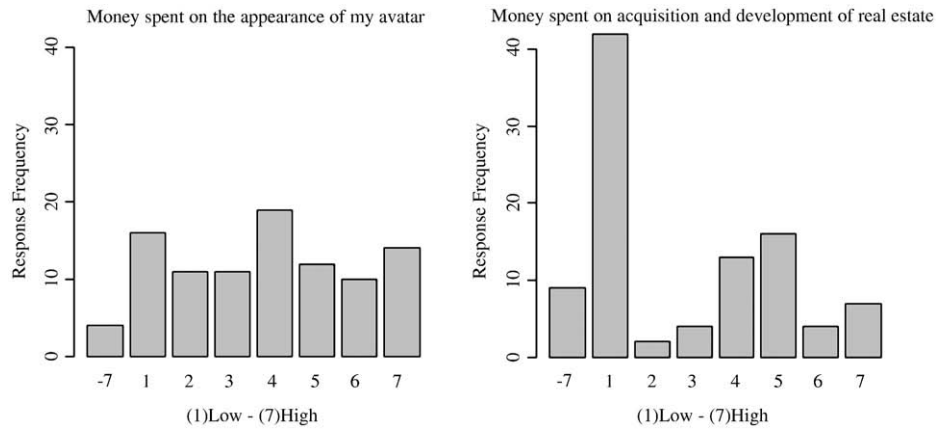 Money spent on the appearance of my avatar
40
30
20
10
0
Response Frequency
-7 1 2 3 4 5 6 7
(1)Low - (7)High
Money spent on acquisition and development of real estate
40
30
20
10
0
Response Frequency
-7 1 2 3 4 5 6 7
(1)Low - (7)High